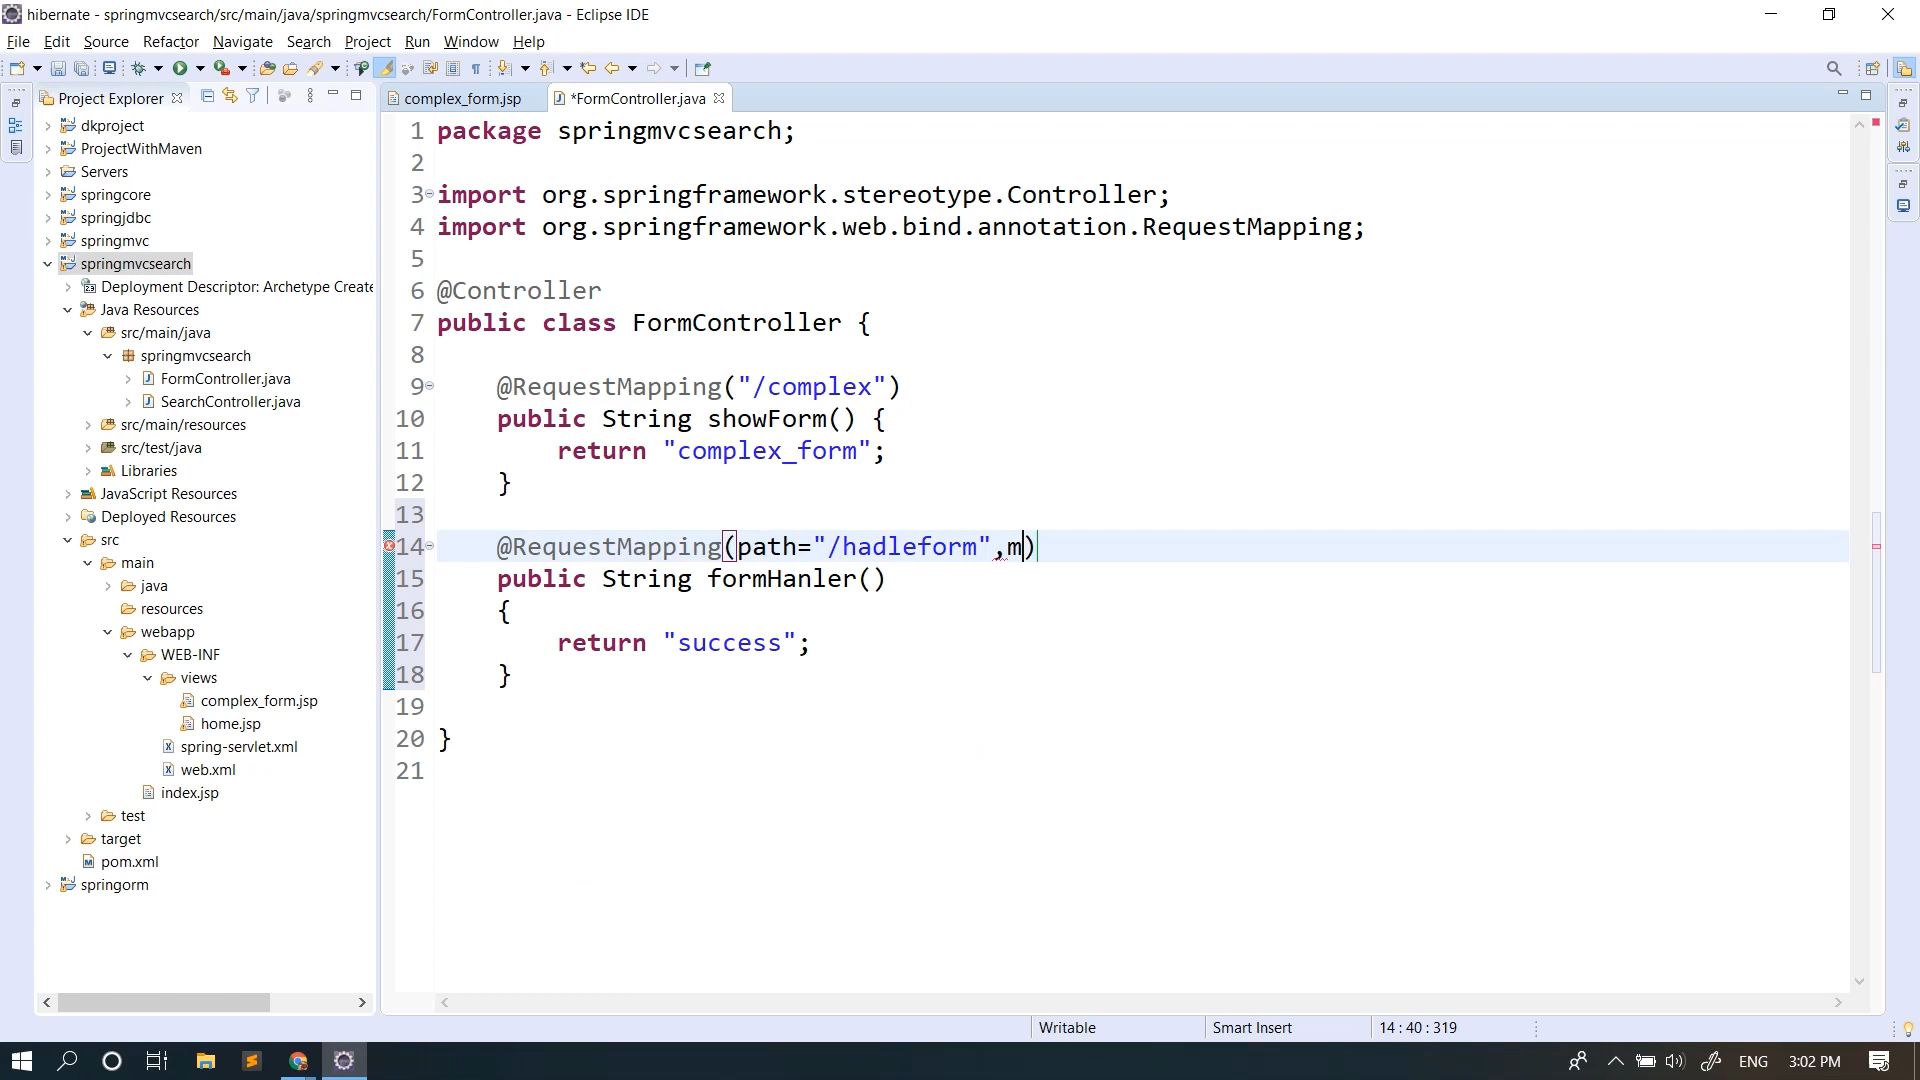 hibernate - springmvcsearch/src/main/java/springmvcsearch/FormController.java - Eclipse IDE
File Edit Source Refactor Navigate Search Project Run Window Help
Project Explorer
complex_form.jsp
*FormController.java
dkproject
ProjectWithMaven
Servers
springcore
springjdbc
springmvc
springmvcsearch
Deployment Descriptor: Archetype Create
Java Resources
src/main/java
springmvcsearch
FormController.java
SearchController.java
src/main/resources
src/test/java
Libraries
JavaScript Resources
Deployed Resources
src
main
java
resources
webapp
WEB-INF
views
complex_form.jsp
home.jsp
spring-servlet.xml
web.xml
index.jsp
test
target
pom.xml
springorm
1 package springmvcsearch;
2
3 import org.springframework.stereotype.Controller;
4 import org.springframework.web.bind.annotation.RequestMapping;
5
6 @Controller
7 public class FormController {
8
9 @RequestMapping("/complex")
10 public String showForm() {
11 return "complex_form";
12 }
13
14 @RequestMapping(path="/hadleform",m)
15 public String formHanler()
16 {
17 return "success";
18 }
19
20 }
21
Writable
Smart Insert
14 : 40 : 319
ENG
3:02 PM